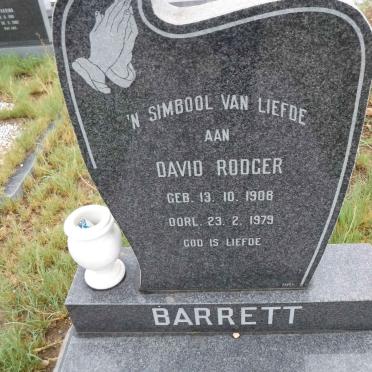 'N SIMBOOL VAN LIEFDE
AAN
DAVID RODGER
GEB. 13. 10. 1908
OORL. 23. 2. 1979
GOD IS LIEFDE
BARRETT